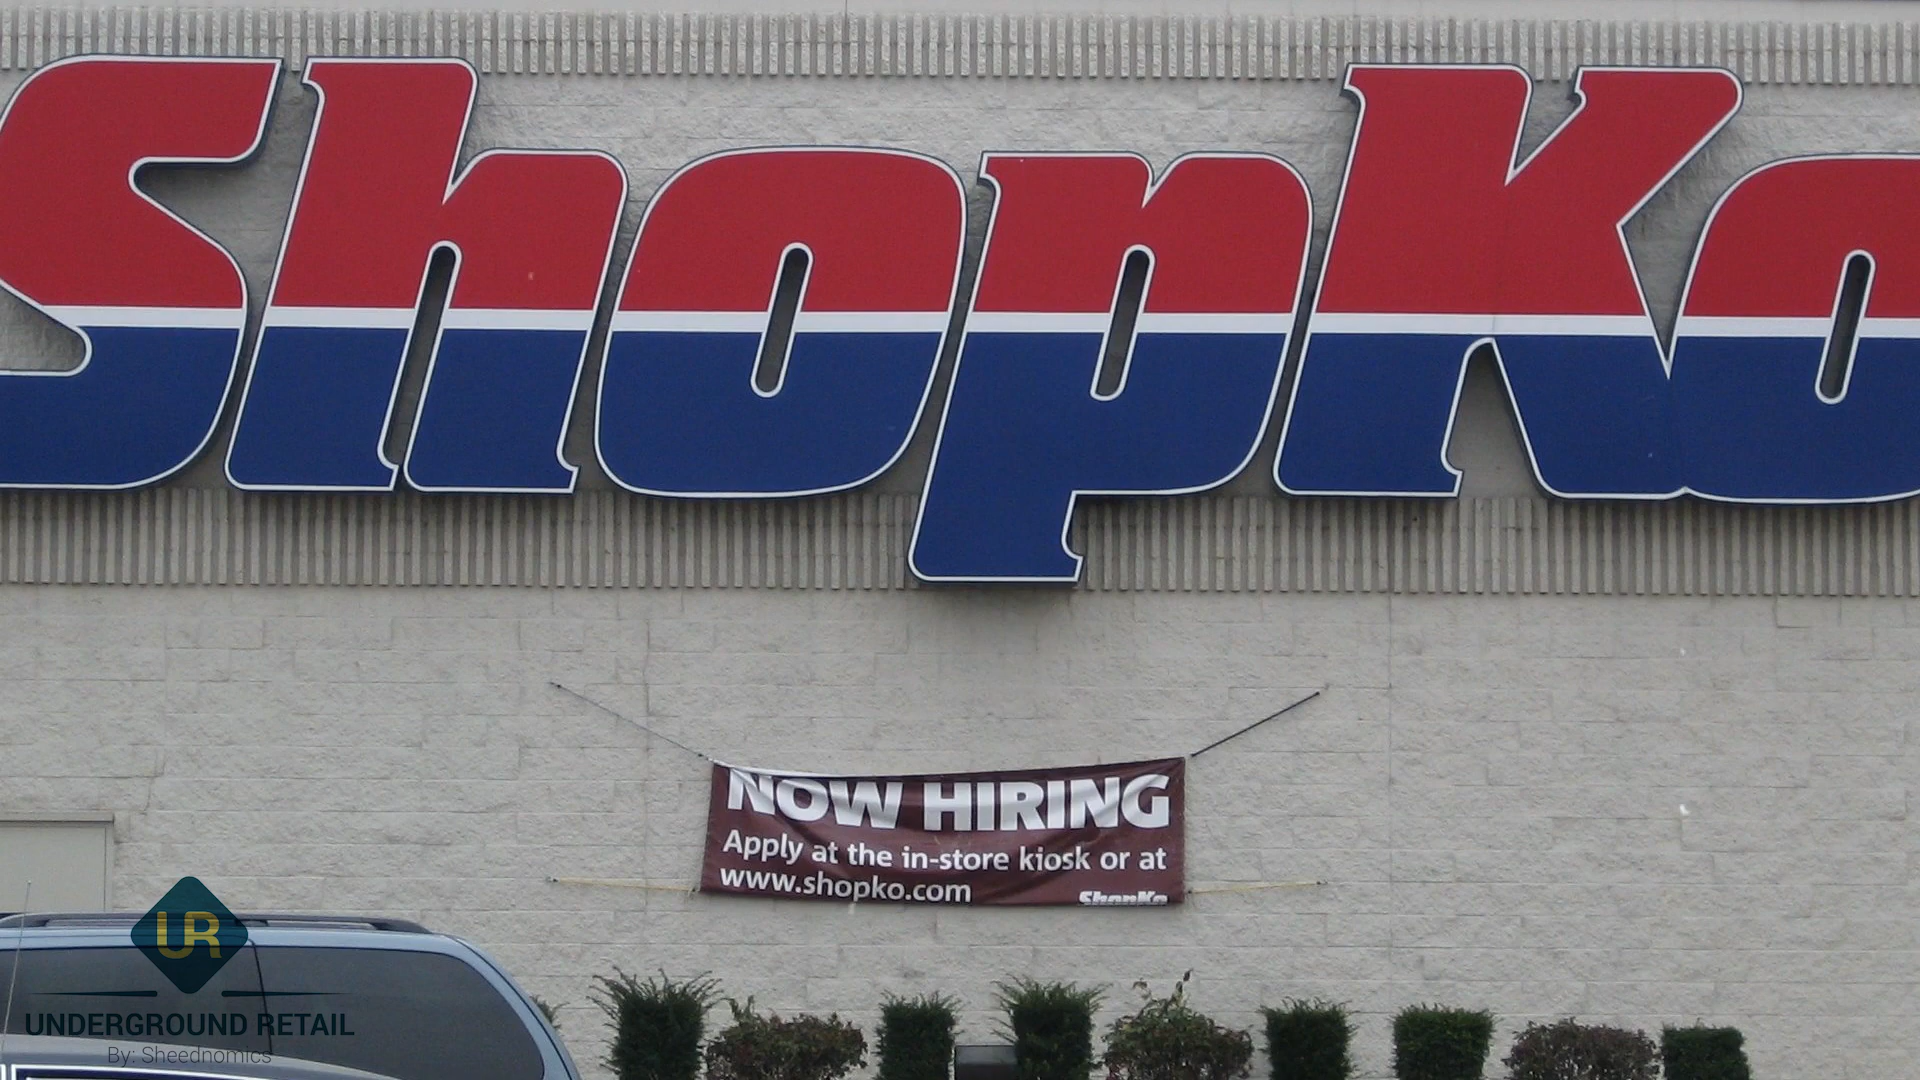 ShopKo
NOW HIRING
Apply at the in-store kiosk or at
www.shopko.com
ShopKo
UR
UNDERGROUND RETAIL
By: Sheednomics